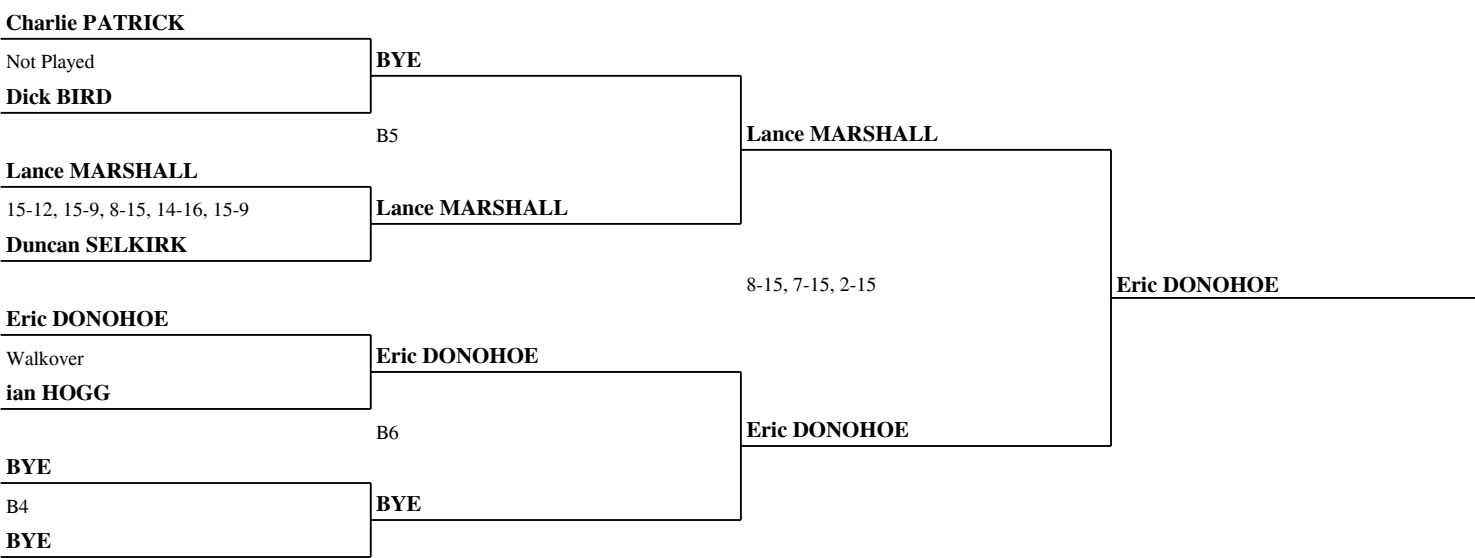 Charlie PATRICK
Not Played
Dick BIRD
BYE
B5
Lance MARSHALL
Lance MARSHALL
15-12, 15-9, 8-15, 14-16, 15-9
Duncan SELKIRK
Lance MARSHALL
8-15, 7-15, 2-15
Eric DONOHOE
Eric DONOHOE
Walkover
ian HOGG
Eric DONOHOE
B6
Eric DONOHOE
BYE
B4
BYE
BYE